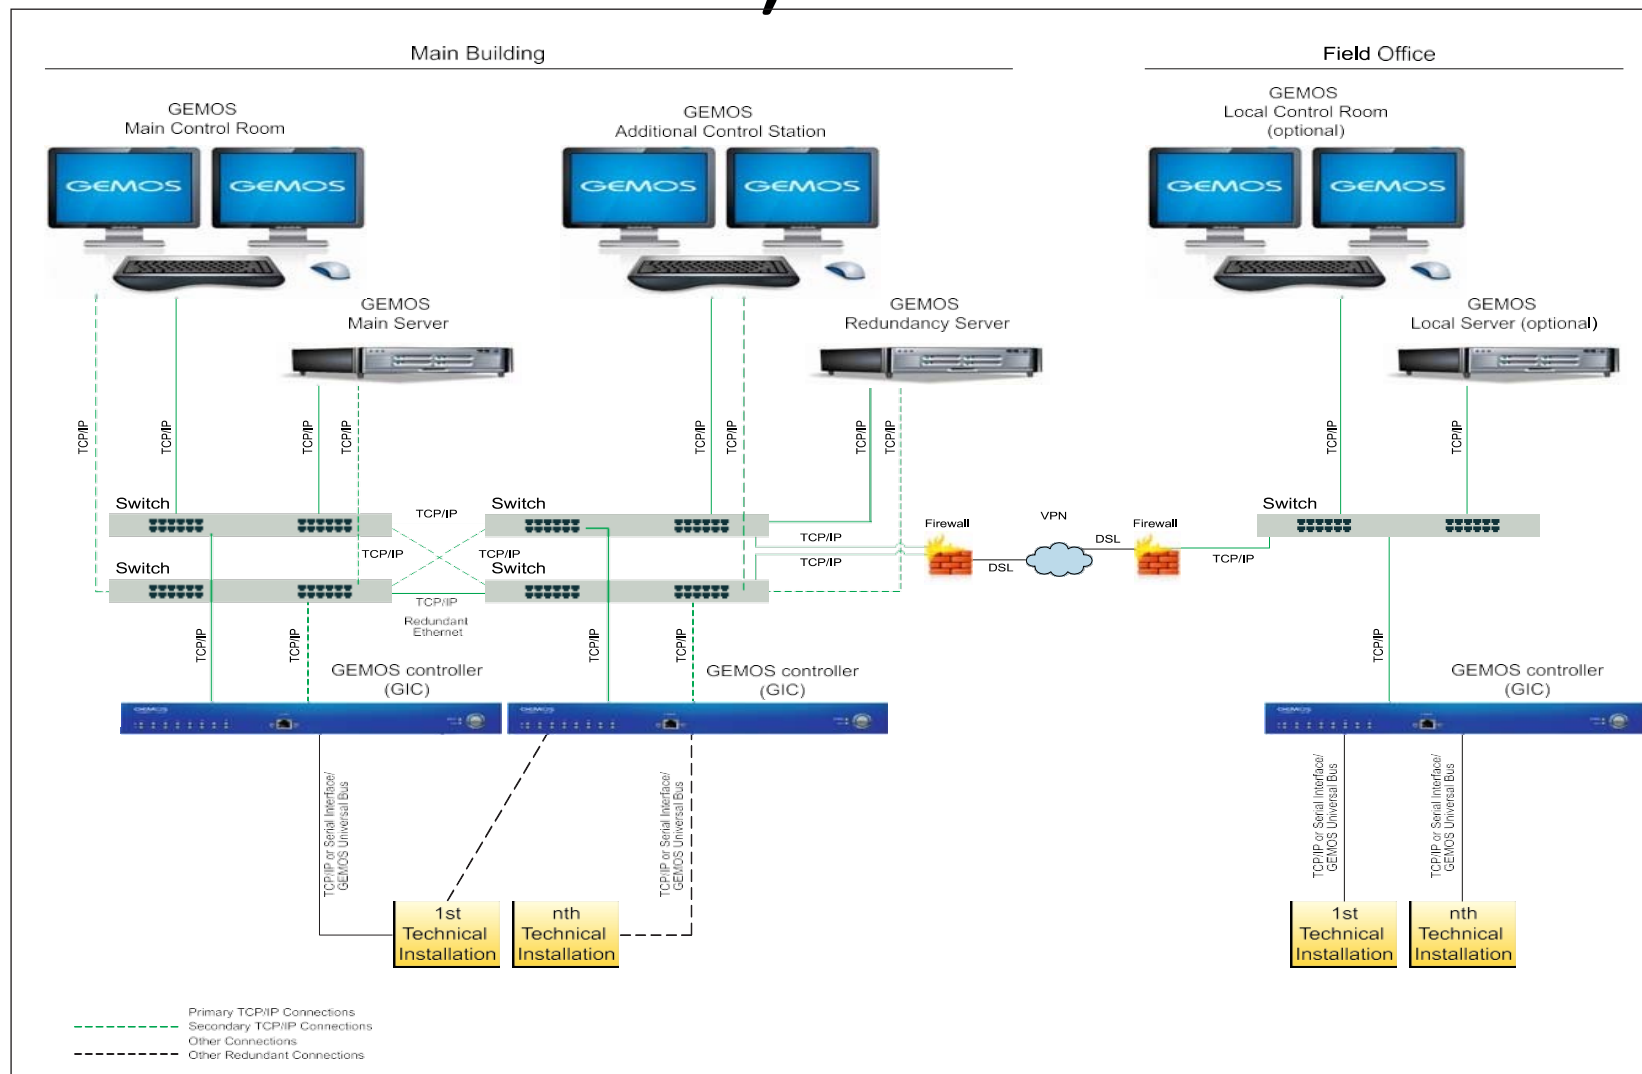 Main Building
Field Office
GEMOS
Main Control Room
GEMOS
Additional Control Station
GEMOS
Local Control Room
(optional)
GEMOS
GEMOS
GEMOS
GEMOS
GEMOS
GEMOS
GEMOS
Main Server
GEMOS
Redundancy Server
GEMOS
Local Server (optional)
TCP/IP
TCP/IP
TCP/IP
TCP/IP
TCP/IP
TCP/IP
TCP/IP
TCP/IP
TCP/IP
TCP/IP
Switch
Switch
Switch
TCP/IP
Firewall
VPN
Firewall
TCP/IP
DSL
TCP/IP
TCP/IP
TCP/IP
TCP/IP
DSL
Switch
Switch
TCP/IP
Redundant
Ethernet
TCP/IP
TCP/IP
TCP/IP
TCP/IP
TCP/IP
GEMOS controller
(GIC)
GEMOS controller
(GIC)
GEMOS controller
(GIC)
GEMOS
GEMOS
GEMOS
TCP/IP or Serial Interface/
GEMOS Universal Bus
TCP/IP or Serial Interface/
GEMOS Universal Bus
TCP/IP or Serial Interface/
GEMOS Universal Bus
TCP/IP or Serial Interface/
GEMOS Universal Bus
1st
Technical
Installation
nth
Technical
Installation
1st
Technical
Installation
nth
Technical
Installation
Primary TCP/IP Connections
Secondary TCP/IP Connections
Other Connections
Other Redundant Connections